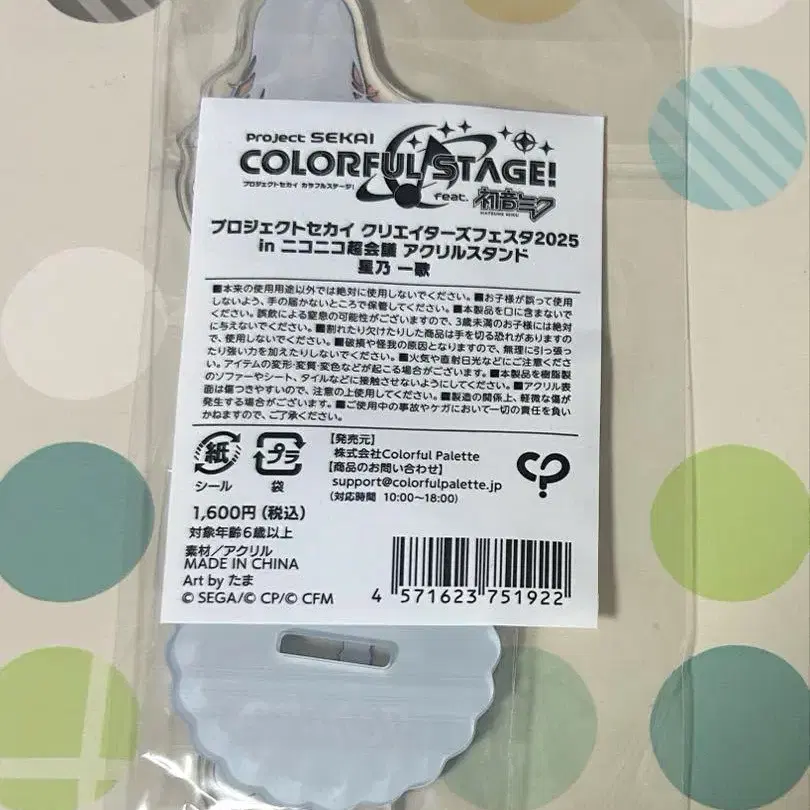 Project SEKAI
COLORFUL STAGE!
プロジェクトセカイ カラフルステージ!
feat. 初音ミク
HATSUNE MIKU
プロジェクトセカイ クリエイターズフェスタ2025
in ニコニコ超会議 アクリルスタンド
星乃 一歌
■本来の使用用途以外では絶対に使用しないでください。■お子様が誤って使用
しないよう、手の届かないところで保管してください。■本製品を口に含まないで
ください。誤飲による窒息の可能性がございますので、3歳未満のお子様には絶対
に与えないでください。■割れたり欠けたりした商品は手を切る恐れがありますの
で、使用しないでください。■破損や怪我の原因となりますので、無理に引っ張っ
たり強い力を加えたりしないでください。■火気や直射日光などにご注意くださ
い。アイテムの変形・変質・変色などが起こる場合がございます。■本製品を樹脂製
のソファーやシート、タイルなどに接触させないようにしてください。■アクリル表
面は傷つきやすいので、注意の上使用してください。■製造の関係上、軽微な傷が
発生する場合がございます。■ご使用中の事故やケガにおいて一切の責任を負い
かねますので、ご了承ください。
紙
シール
プラ
袋
【発売元】
株式会社Colorful Palette
【商品のお問い合わせ】
support@colorfulpalette.jp
(対応時間 10:00~18:00)
1,600円(税込)
対象年齢6歳以上
素材/アクリル
MADE IN CHINA
Art by たま
© SEGA/© CP/© CFM
4 571623 751922